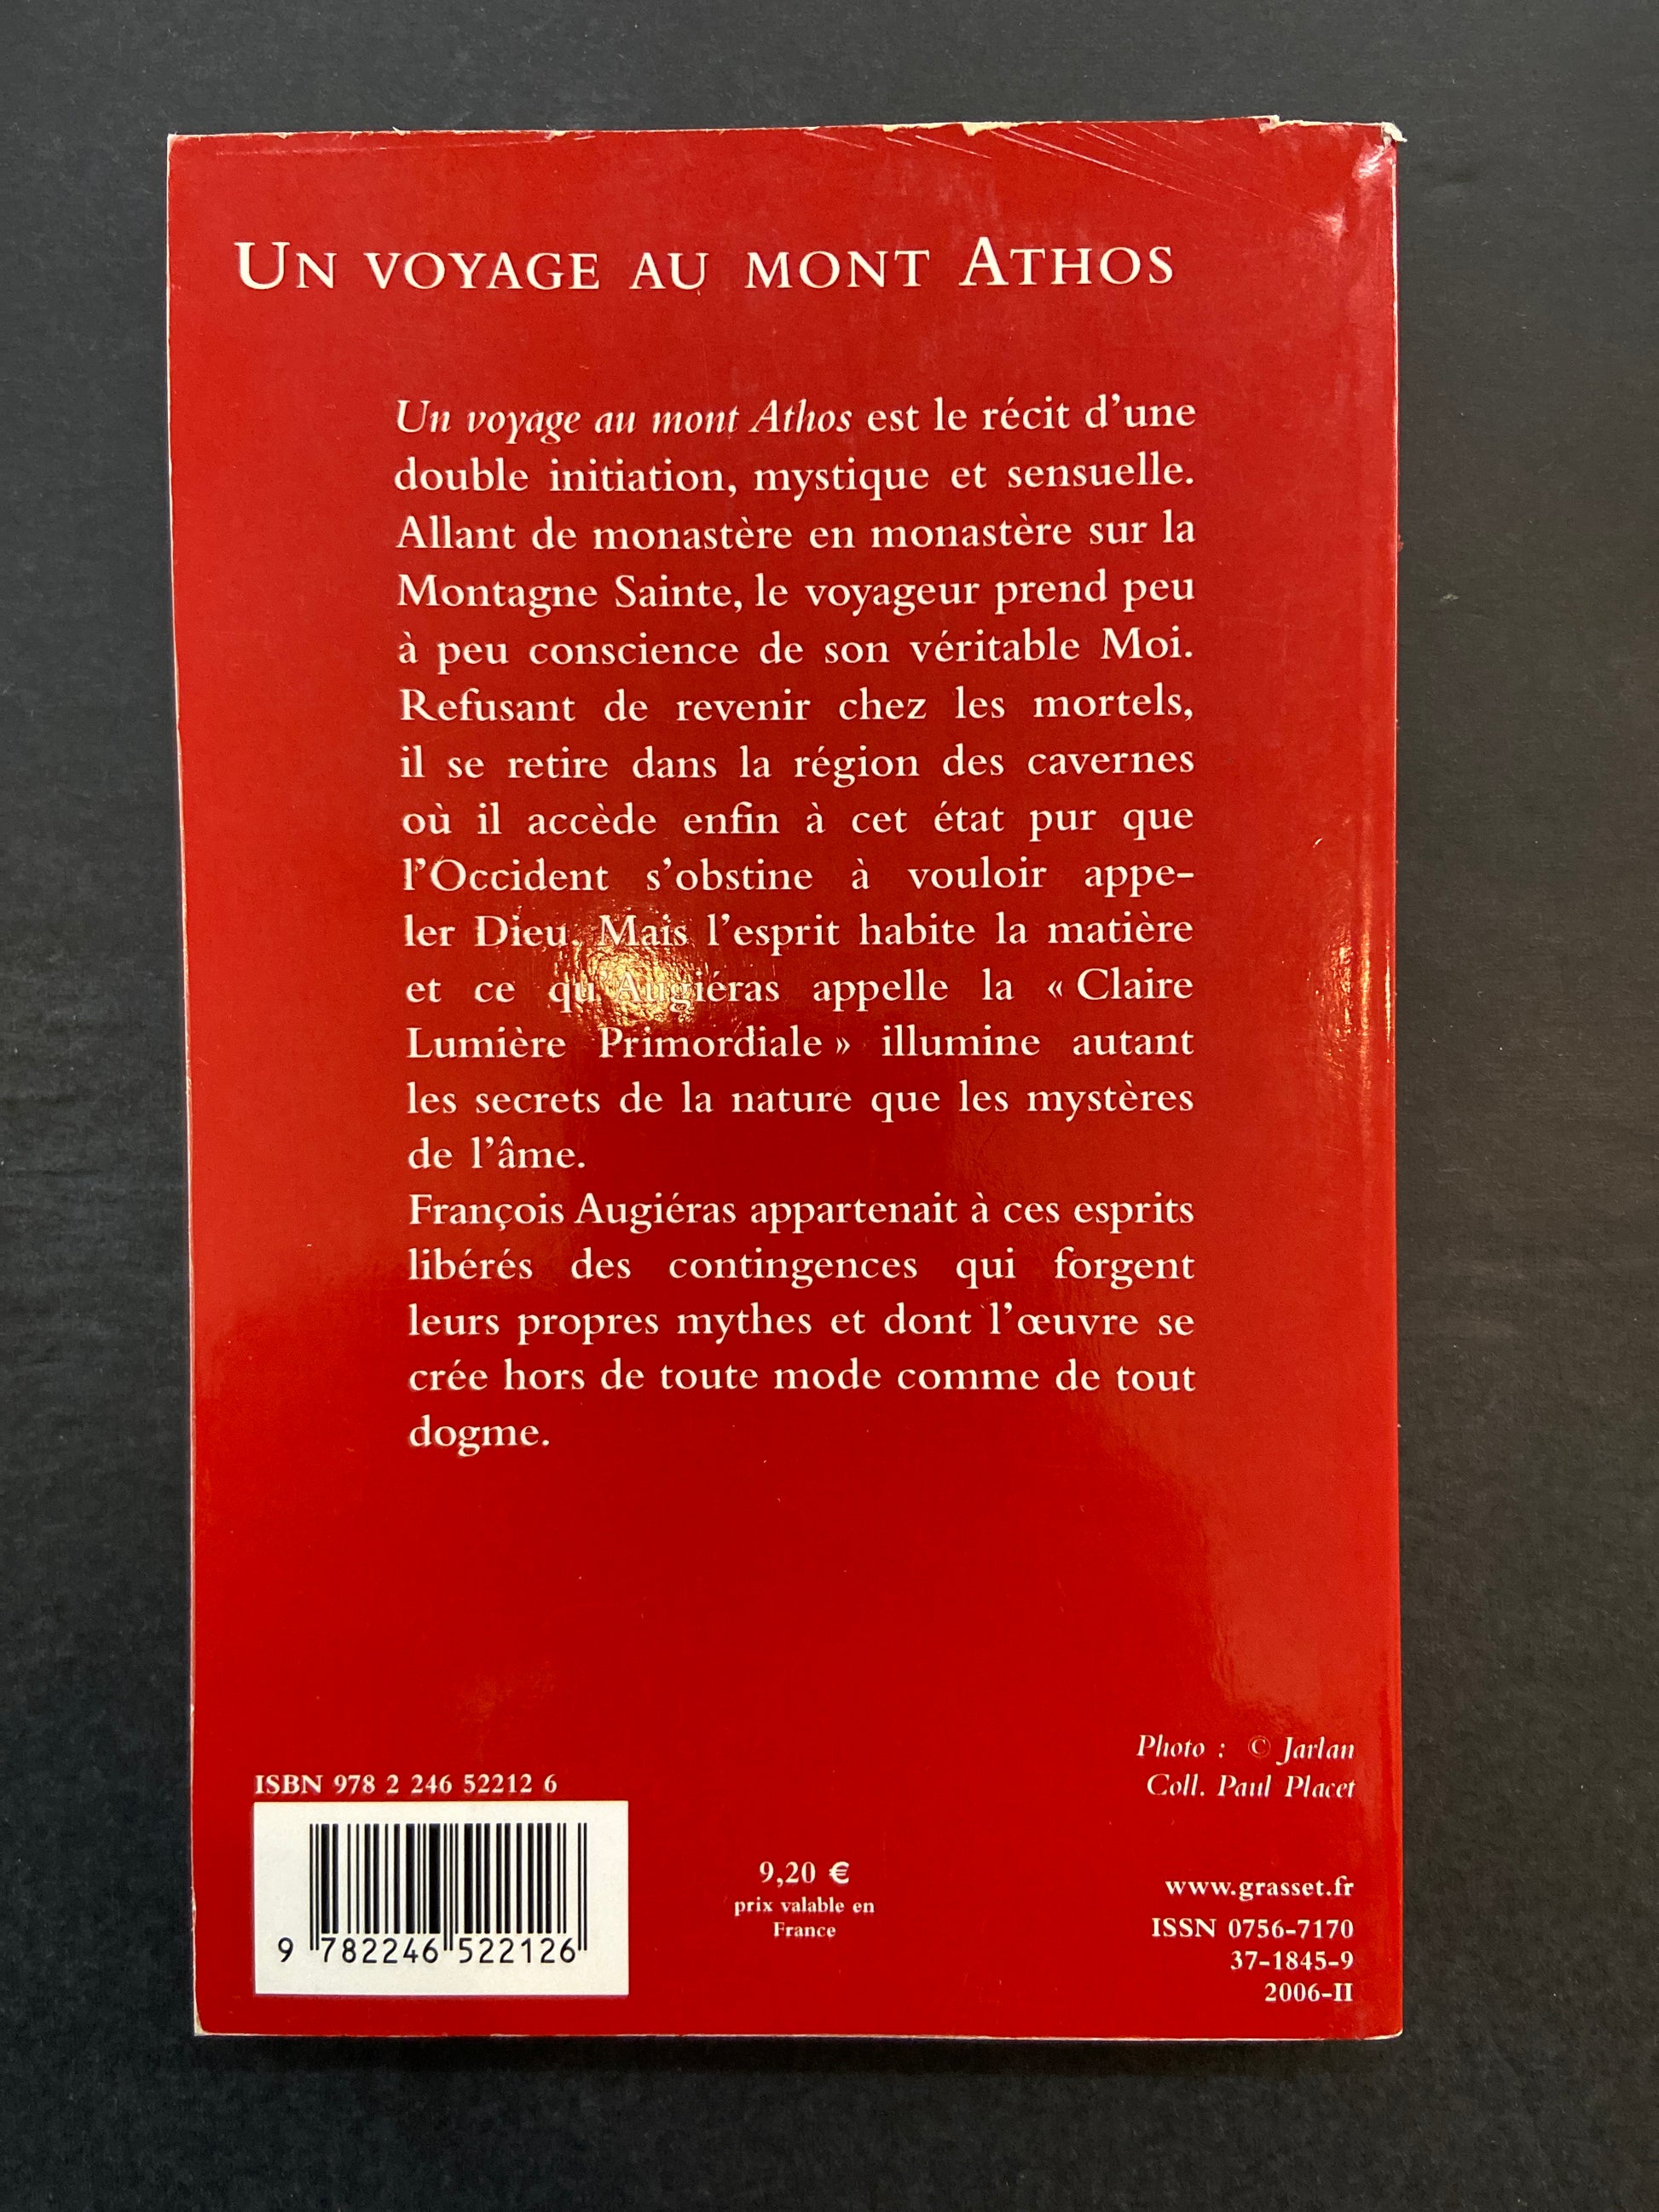 UN VOYAGE AU MONT ATHOS
Un voyage au mont Athos est le récit d'une
double initiation, mystique et sensuelle.
Allant de monastère en monastère sur la
Montagne Sainte, le voyageur prend peu
à peu conscience de son véritable Moi.
Refusant de revenir chez les mortels,
il se retire dans la région des cavernes
où il accède enfin à cet état pur que
l'Occident s'obstine à vouloir appe-
ler Dieu. Mais l'esprit habite la matière
et ce qu'Augiéras appelle la « Claire
Lumière Primordiale » illumine autant
les secrets de la nature que les mystères
de l'âme.
François Augiéras appartenait à ces esprits
libérés des contingences qui forgent
leurs propres mythes et dont l'œuvre se
crée hors de toute mode comme de tout
dogme.
Photo : © Jarlan
Coll. Paul Placet
ISBN 978 2 246 52212 6
9 782246 522126
9,20 €
prix valable en
France
www.grasset.fr
ISSN 0756-7170
37-1845-9
2006-II